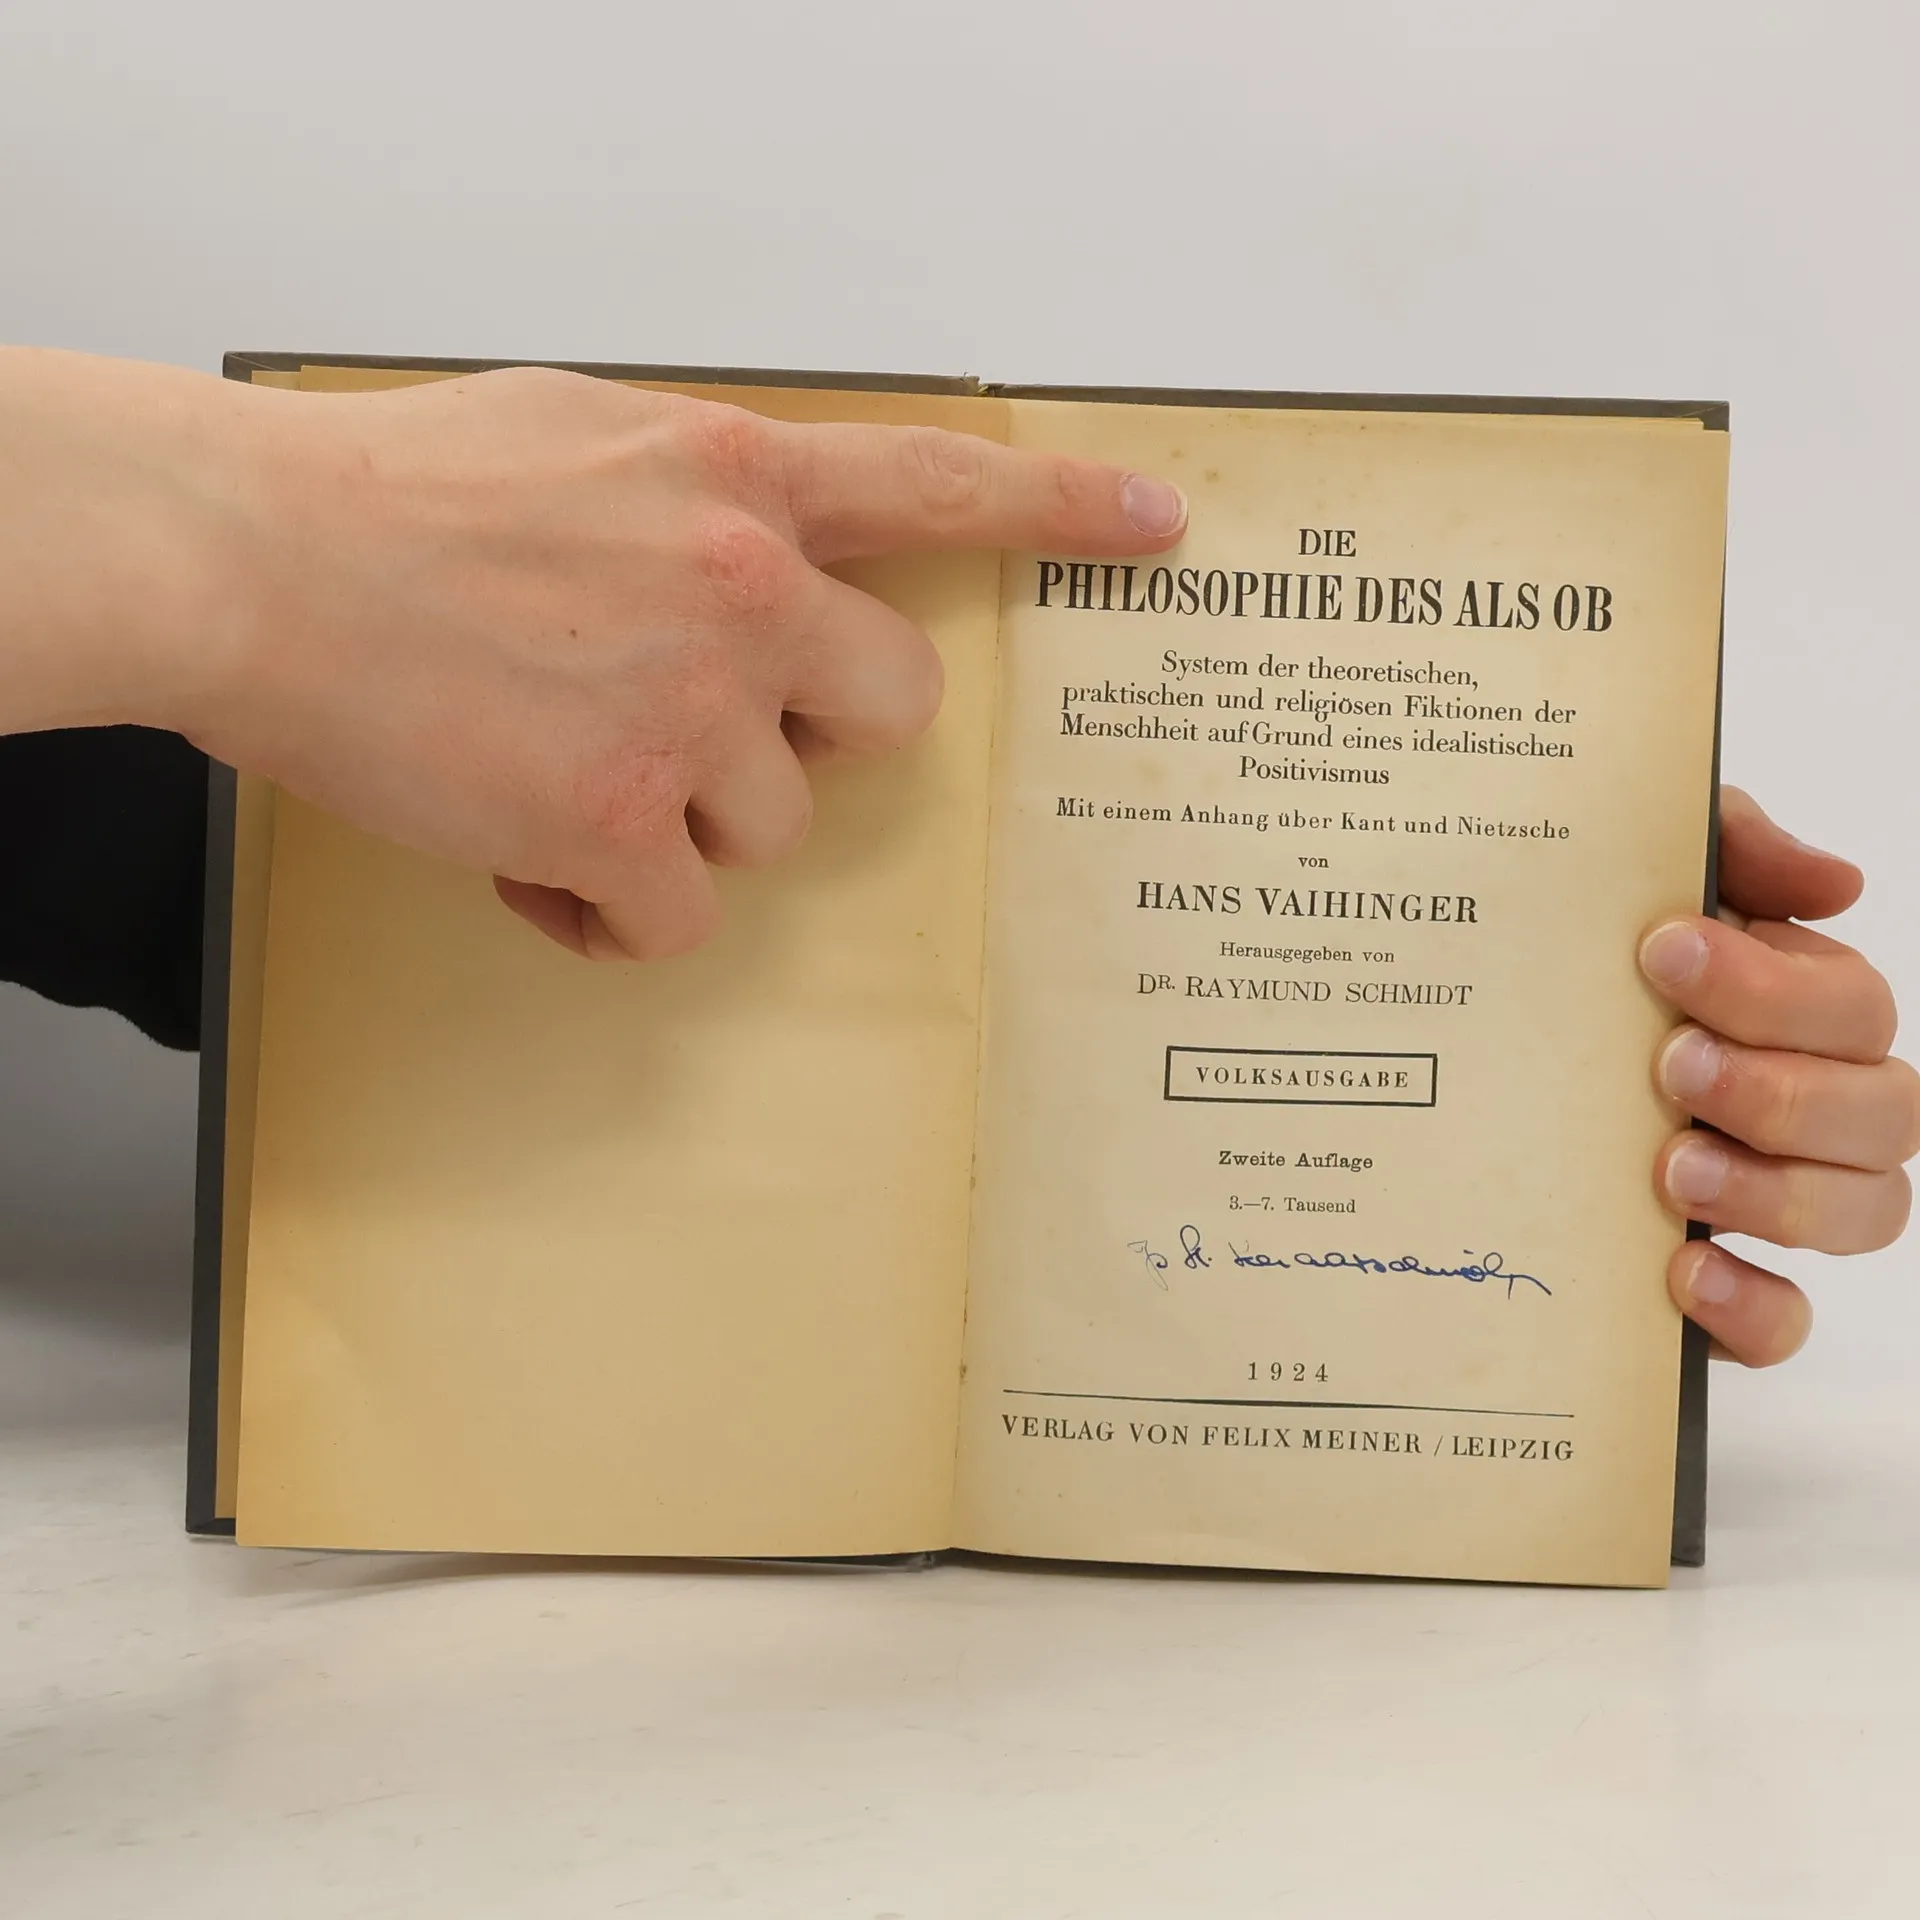 DIE
PHILOSOPHIE DES ALS OB
System der theoretischen,
praktischen und religiösen Fiktionen der
Menschheit auf Grund eines idealistischen
Positivismus
Mit einem Anhang über Kant und Nietzsche
von
HANS VAIHINGER
Herausgegeben von
DR. RAYMUND SCHMIDT
VOLKSAUSGABE
Zweite Auflage
3.—7. Tausend
1924
VERLAG VON FELIX MEINER / LEIPZIG